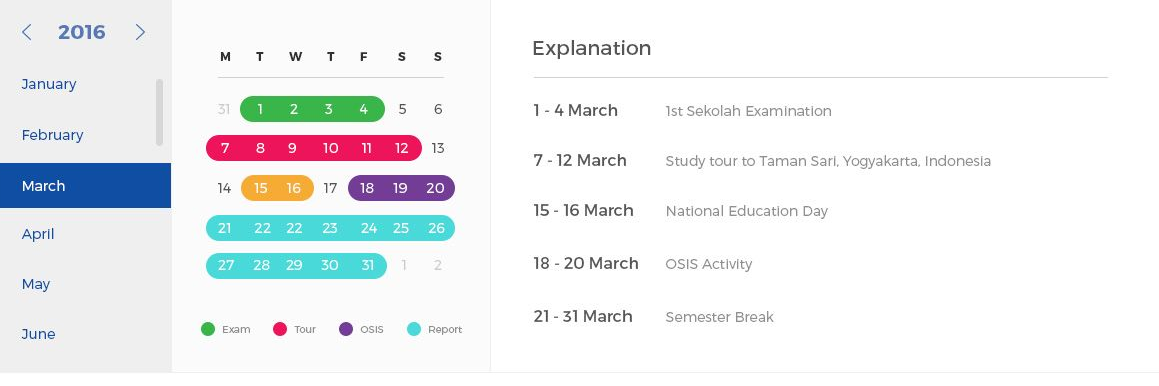 2016
January
February
March
April
May
June
M T W T F S S
31 1 2 3 4 5 6
7 8 9 10 11 12 13
14 15 16 17 18 19 20
21 22 22 23 24 25 26
27 28 29 30 31 1 2
Exam Tour OSIS Report
Explanation
1 - 4 March 1st Sekolah Examination
7 - 12 March Study tour to Taman Sari, Yogyakarta, Indonesia
15 - 16 March National Education Day
18 - 20 March OSIS Activity
21 - 31 March Semester Break